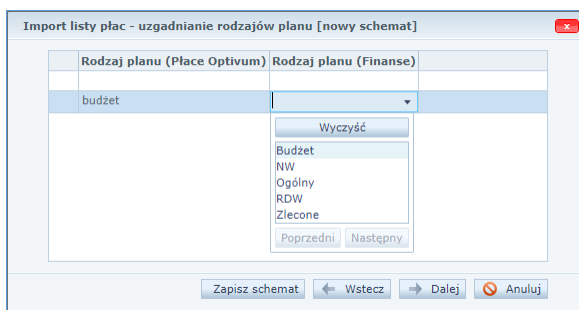 Import listy płac - uzgadnianie rodzajów planu [nowy schemat]
Rodzaj planu (Płace Optivum) Rodzaj planu (Finanse)
budżet
Wyczyść
Budżet
NW
Ogólny
RDW
Zlecone
Poprzedni Następny
Zapisz schemat Wstecz Dalej Anuluj